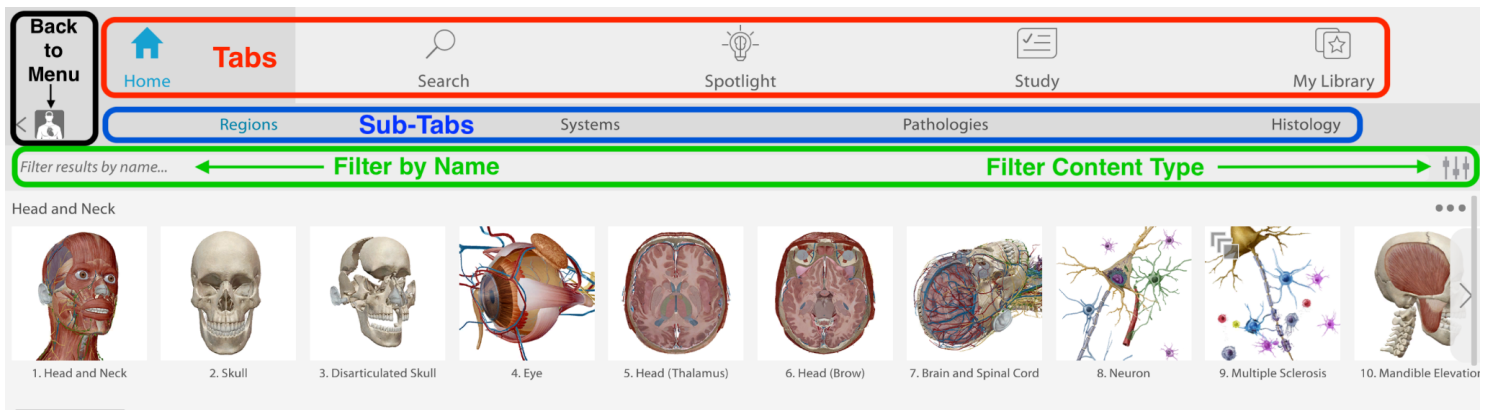 Back
to
Menu
Tabs
Home
Search
Spotlight
Study
My Library
Regions
Sub-Tabs
Systems
Pathologies
Histology
Filter results by name...
Filter by Name
Filter Content Type
Head and Neck
1. Head and Neck
2. Skull
3. Disarticulated Skull
4. Eye
5. Head (Thalamus)
6. Head (Brow)
7. Brain and Spinal Cord
8. Neuron
9. Multiple Sclerosis
10. Mandible Elevation